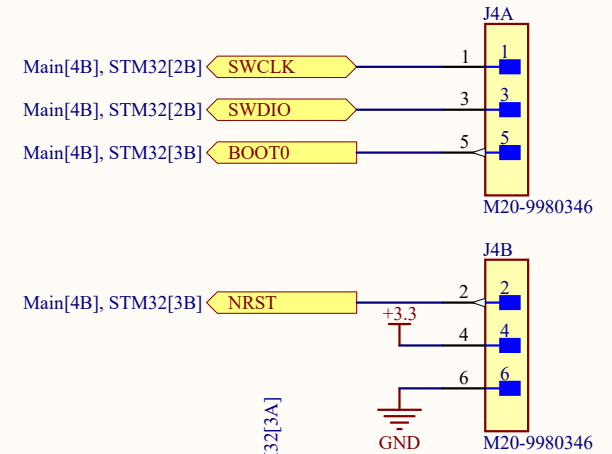 J4A
Main[4B], STM32[2B] SWCLK 1 1
Main[4B], STM32[2B] SWDIO 3 3
Main[4B], STM32[3B] BOOT0 5 5
M20-9980346
J4B
Main[4B], STM32[3B] NRST 2 2
+3.3
4 4
6 6
GND
M20-9980346
32[3A]